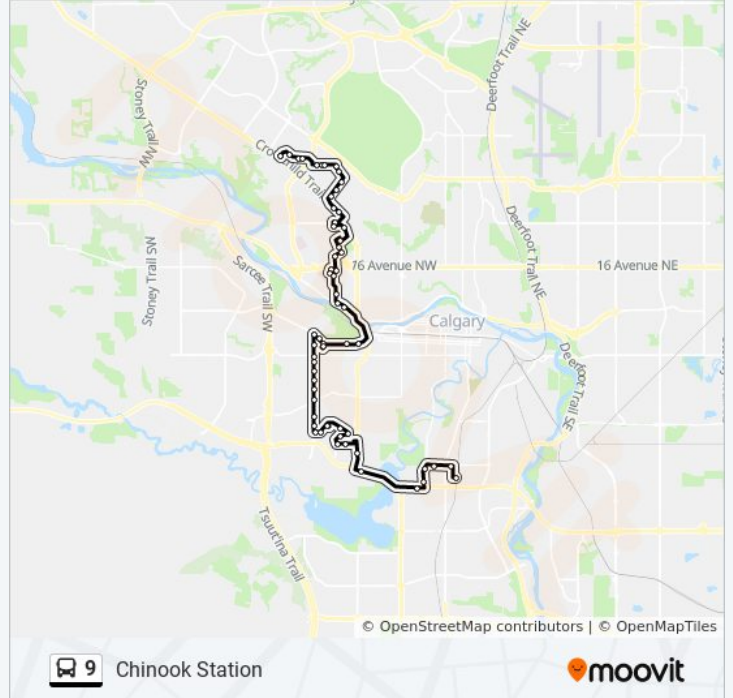 Deerfoot Trail NE
Stoney Trail NW
Crowchild Trail
Deerfoot Trail NE
Stoney Trail SW
Sarcee Trail SW
16 Avenue NW
16 Avenue NE
Calgary
Deerfoot Trail SE
Tsuut'ina Trail
© OpenStreetMap contributors | © OpenMapTiles
9 Chinook Station
moovit